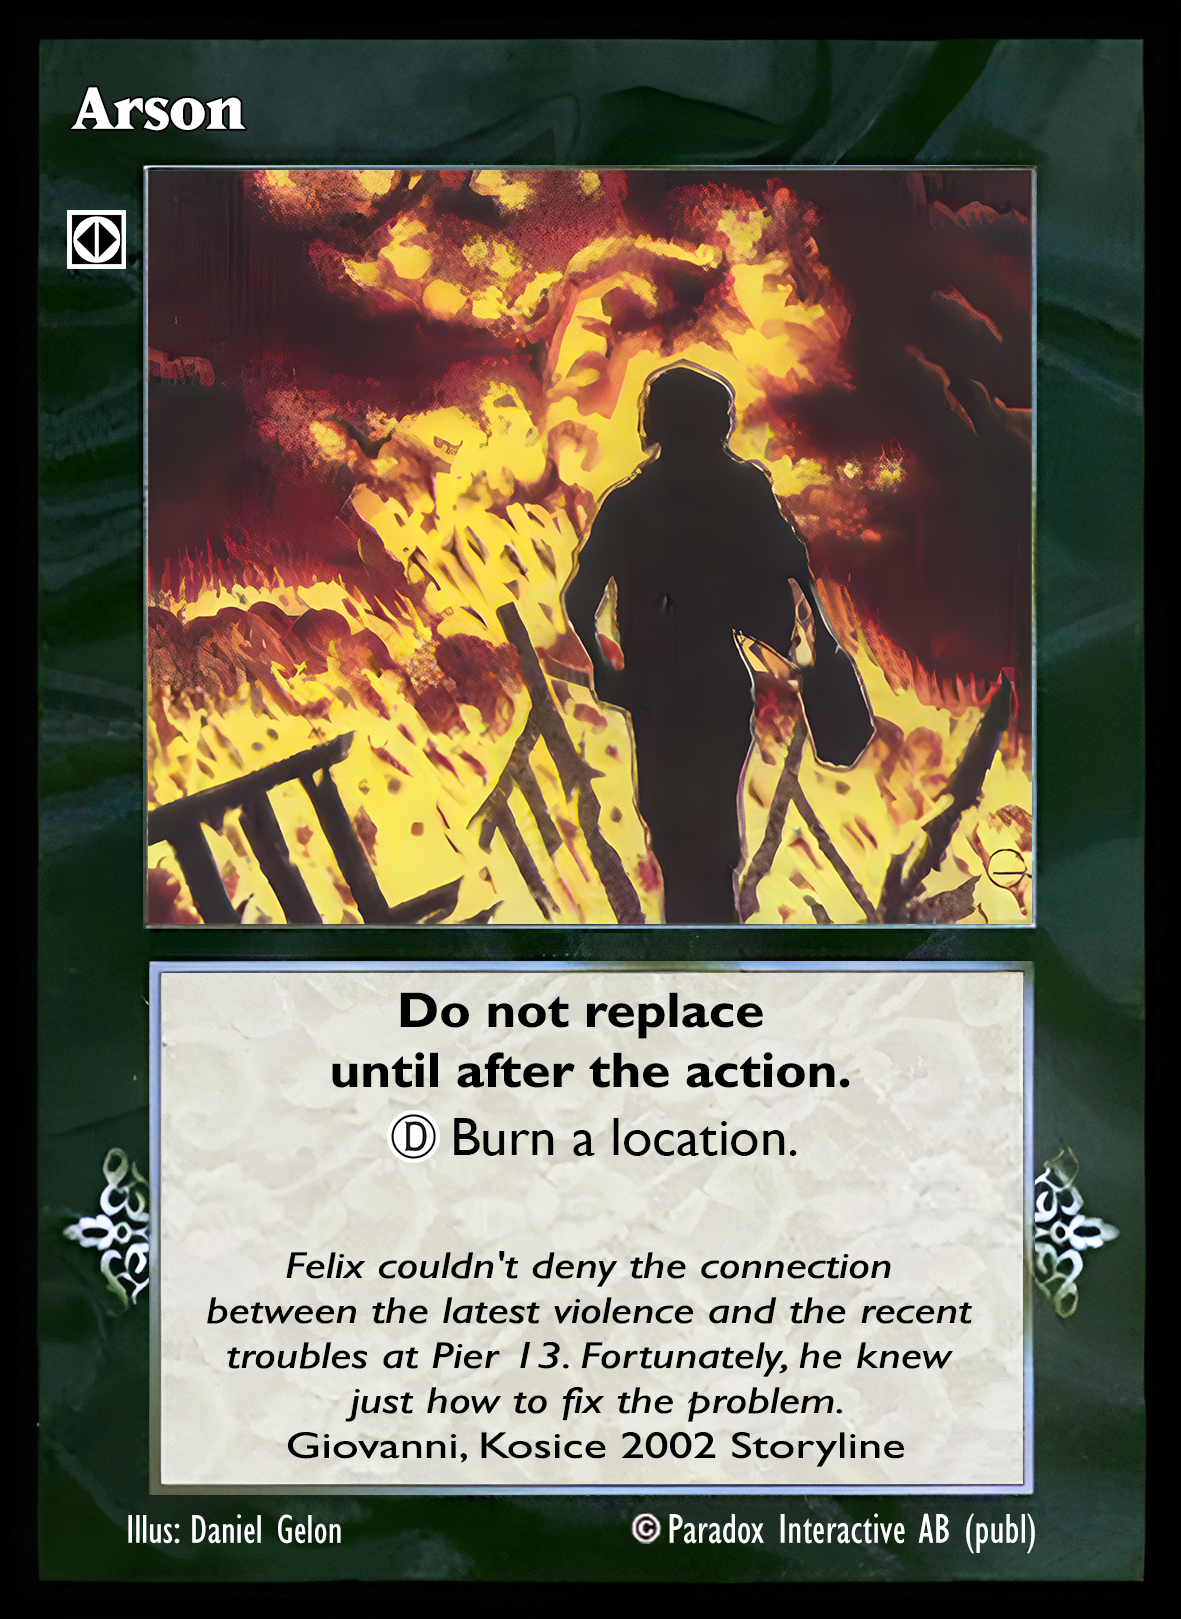 Arson
Do not replace
until after the action.
Ⓓ Burn a location.
Felix couldn't deny the connection
between the latest violence and the recent
troubles at Pier 13. Fortunately, he knew
just how to fix the problem.
Giovanni, Kosice 2002 Storyline
Illus: Daniel Gelon
© Paradox Interactive AB (publ)